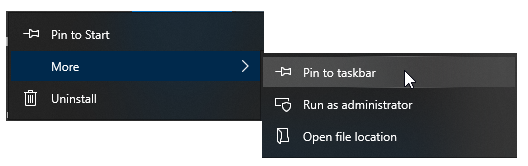 Pin to Start
More
Uninstall
Pin to taskbar
Run as administrator
Open file location